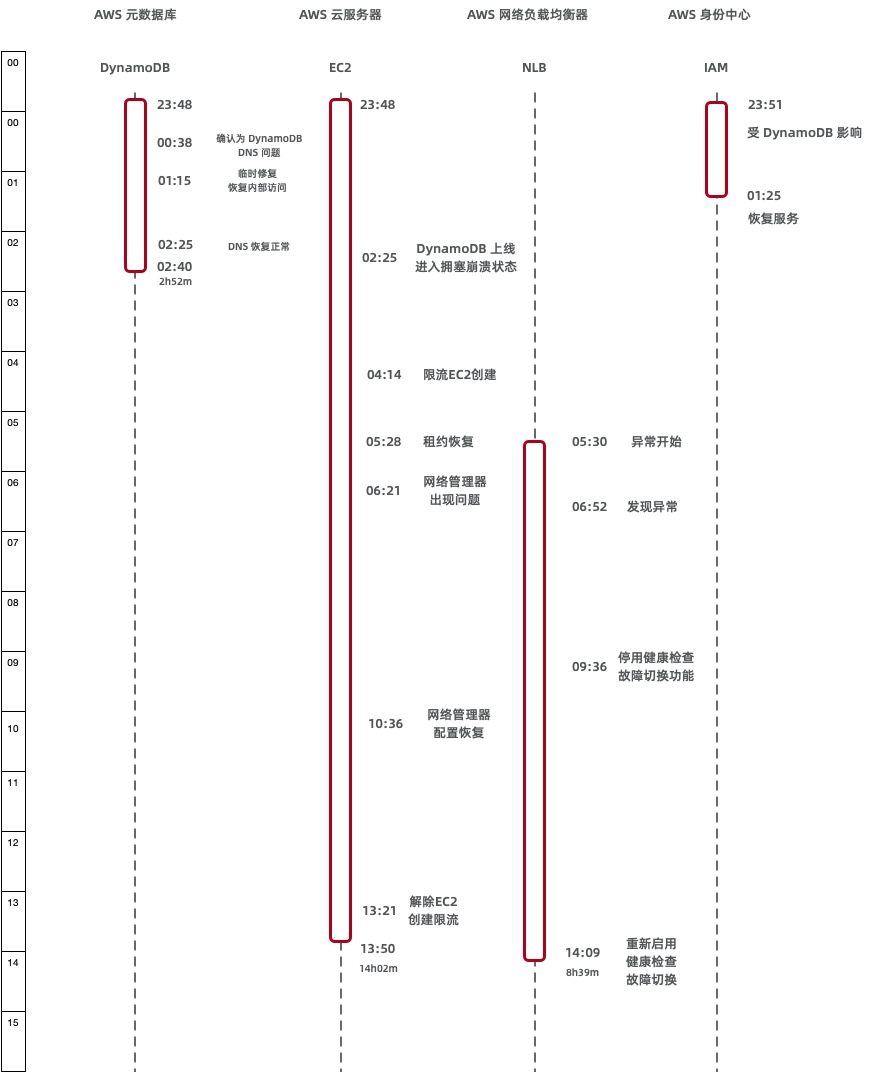 AWS 元数据库
AWS 云服务器
AWS 网络负载均衡器
AWS 身份中心
00
DynamoDB
EC2
NLB
IAM
23:48
23:48
23:51
00
受 DynamoDB 影响
00:38
确认为 DynamoDB
DNS 问题
01
01:15
临时修复
恢复内部访问
01:25
恢复服务
02
02:25
DNS 恢复正常
02:25
DynamoDB 上线
进入拥塞崩溃状态
02:40
2h52m
03
04
04:14
限流EC2创建
05
05:28
租约恢复
05:30
异常开始
06
06:21
网络管理器
出现问题
06:52
发现异常
07
08
09
09:36
停用健康检查
故障切换功能
10
10:36
网络管理器
配置恢复
11
12
13
13:21
解除EC2
创建限流
13:50
14h02m
14
14:09
8h39m
重新启用
健康检查
故障切换
15